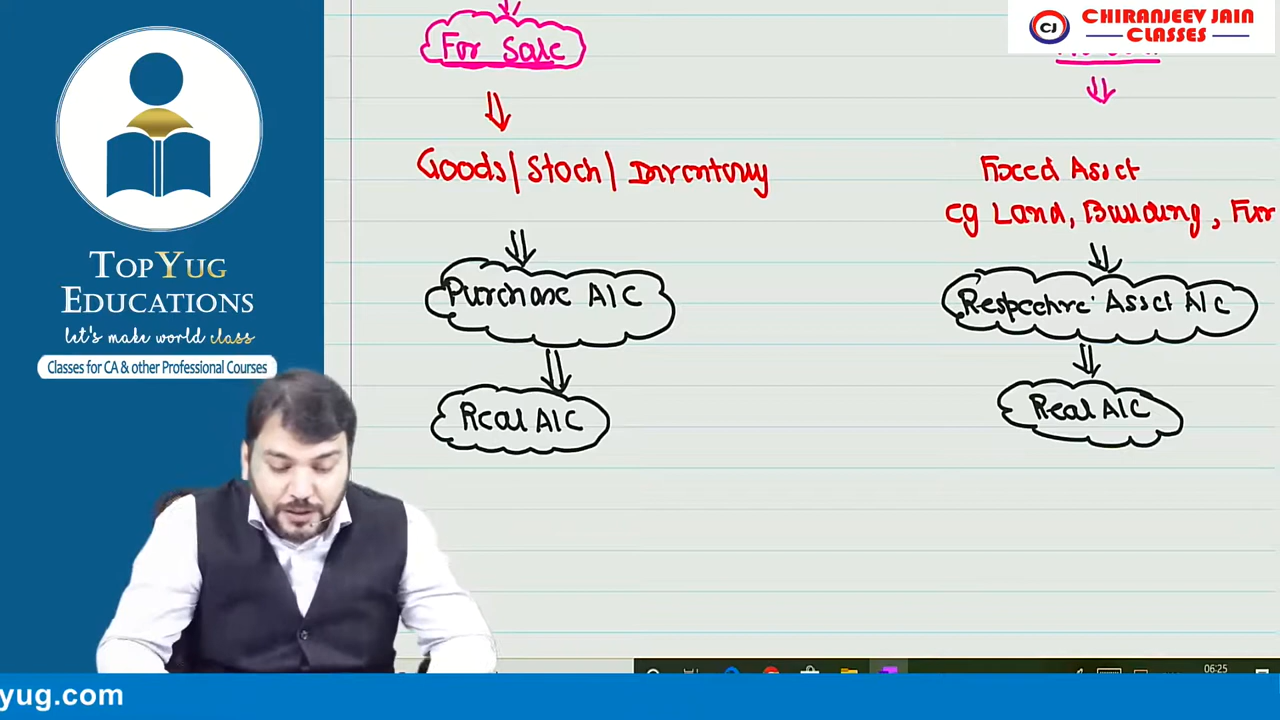 CHIRANJEEV JAIN
CLASSES
CJ
For Sale
Goods/Stock/Inventory
Fixed Asset
eg Land, Building, Fur
Purchase A/C
Respective Asset A/C
Real A/C
Real A/C
TOPYUG
EDUCATIONS
let's make world class
Classes for CA & other Professional Courses
06:25
yug.com